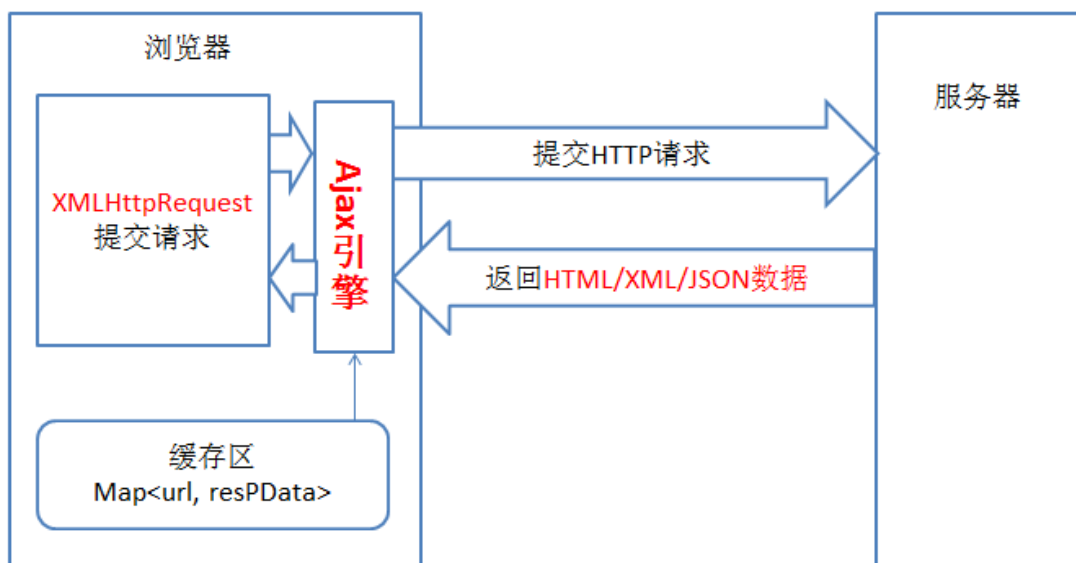 浏览器
服务器
XMLHttpRequest
提交请求
Ajax引擎
提交HTTP请求
返回HTML/XML/JSON数据
缓存区
Map<url, resPData>